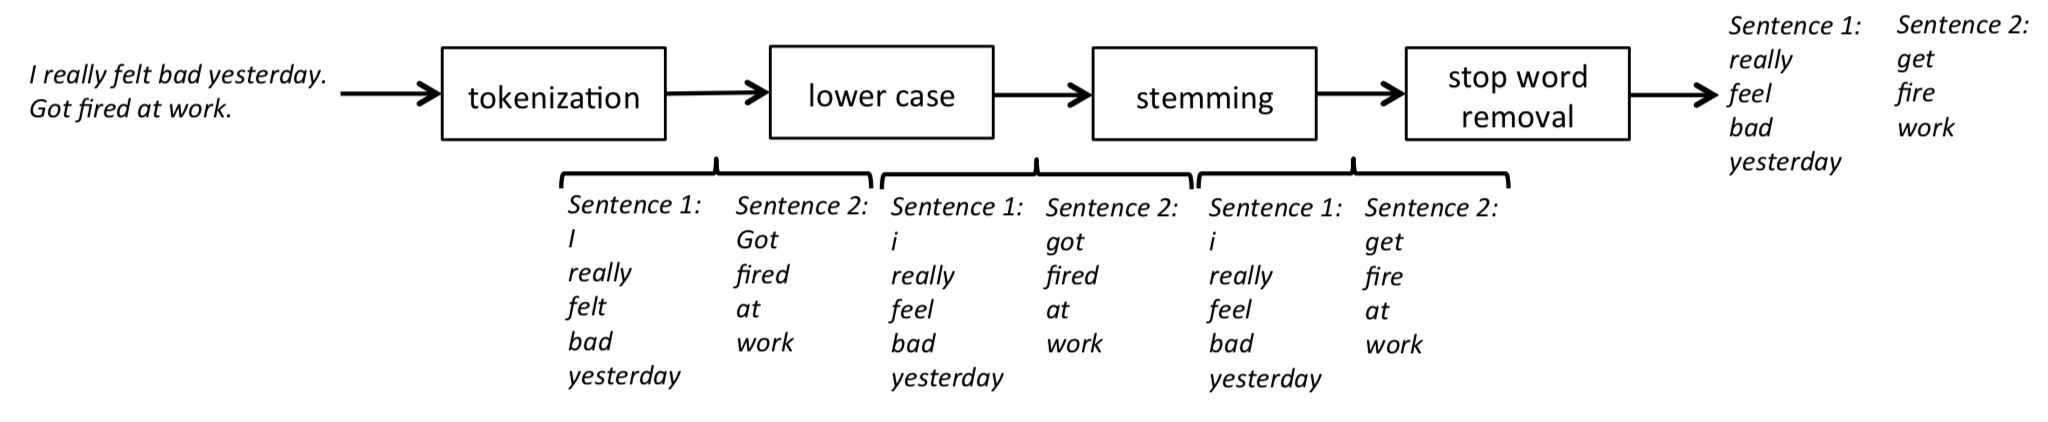 I really felt bad yesterday.
Got fired at work.
tokenization
lower case
stemming
stop word
removal
Sentence 1:
really
feel
bad
yesterday
Sentence 2:
get
fire
work
Sentence 1:
I
really
felt
bad
yesterday
Sentence 2:
Got
fired
at
work
Sentence 1:
i
really
feel
bad
yesterday
Sentence 2:
got
fired
at
work
Sentence 1:
i
really
feel
bad
yesterday
Sentence 2:
get
fire
at
work